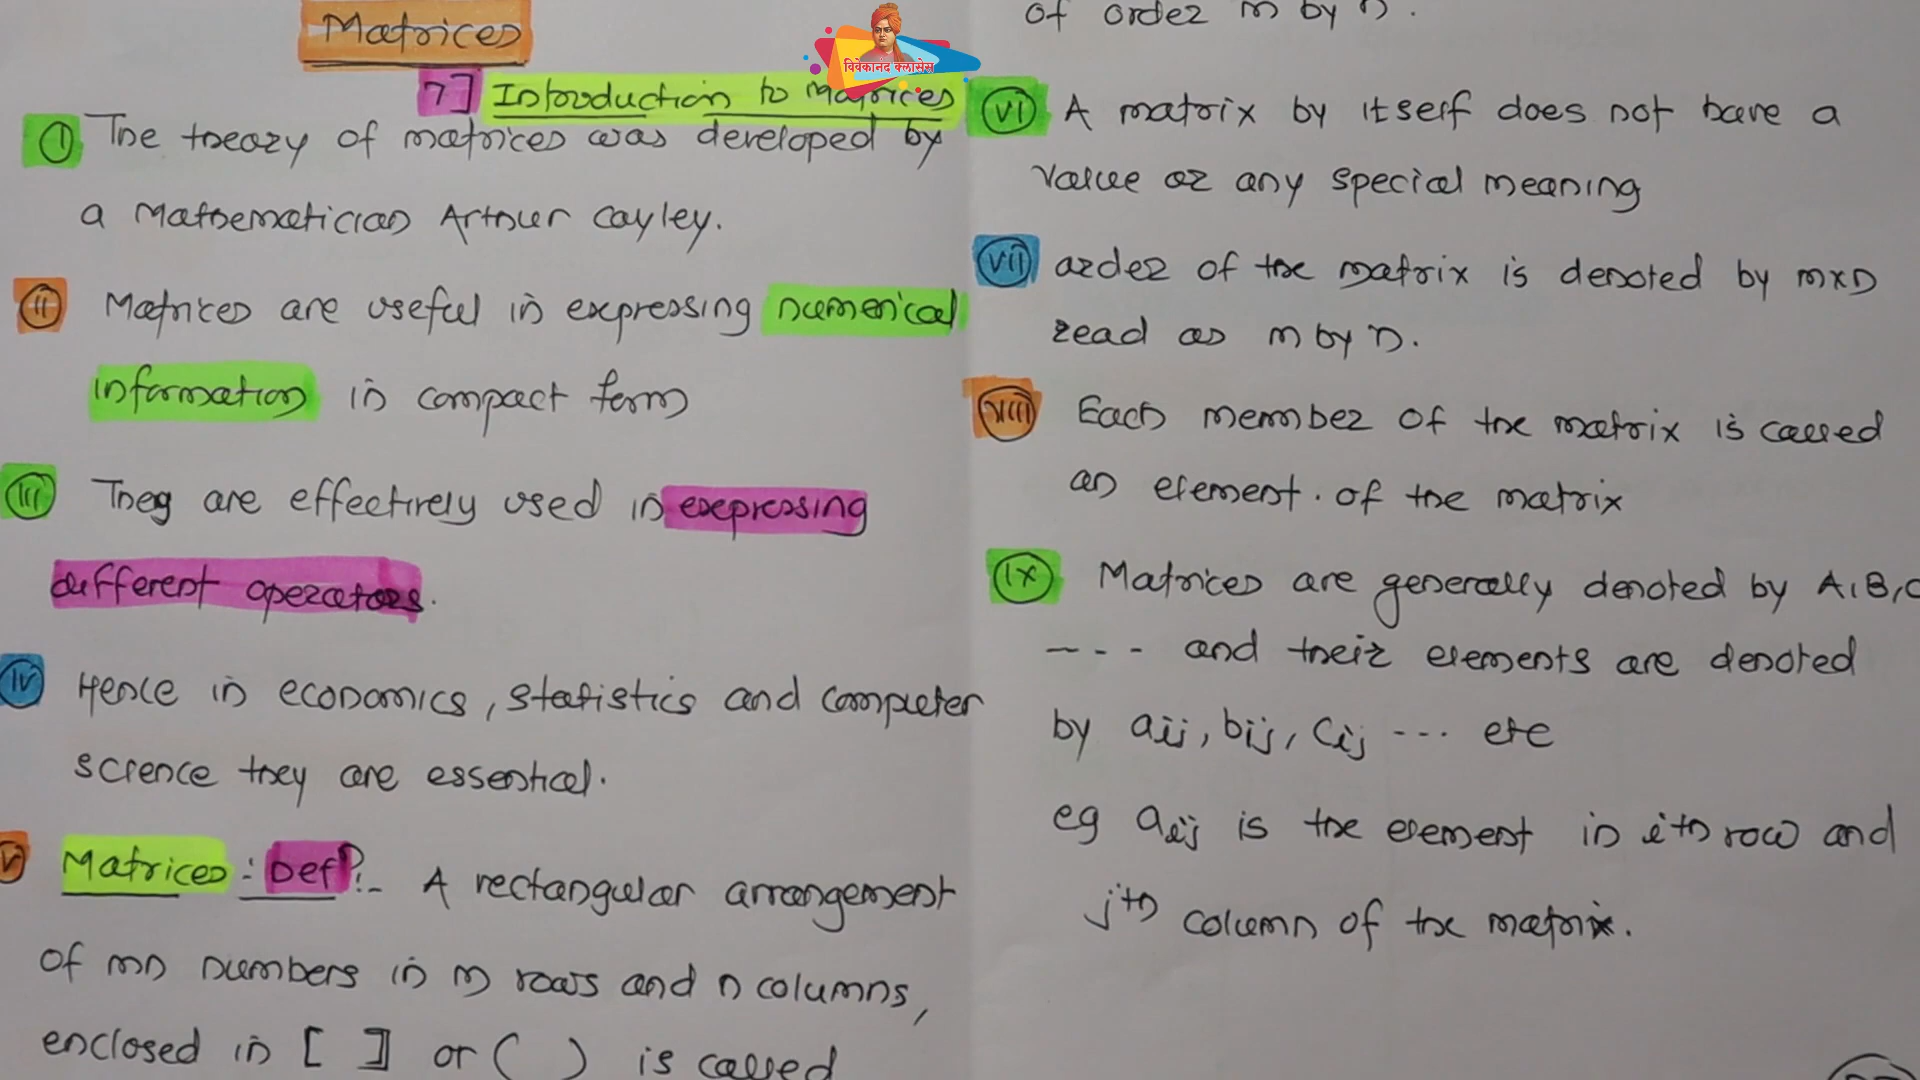 Matrices
विवेकानंद क्लासेस
7] Introduction to Matrices
(i) The theory of matrices was developed by
a Mathematician Arthur Cayley.
(ii) Matrices are useful in expressing numerical
information in compact form
(iii) They are effectively used in expressing
different operators.
(iv) Hence in economics, statistics and computer
science they are essential.
(v) Matrices : Defn :- A rectangular arrangement
of mn numbers in m rows and n columns,
enclosed in [ ] or ( ) is called
of order m by n.
(vi) A matrix by itself does not have a
value or any special meaning
(vii) order of the matrix is denoted by mxn
read as m by n.
(viii) Each member of the matrix is called
an element. of the matrix
(ix) Matrices are generally denoted by A, B, C
---- and their elements are denoted
by aij, bij, cij --- etc
eg aij is the element in ith row and
jth column of the matrix.